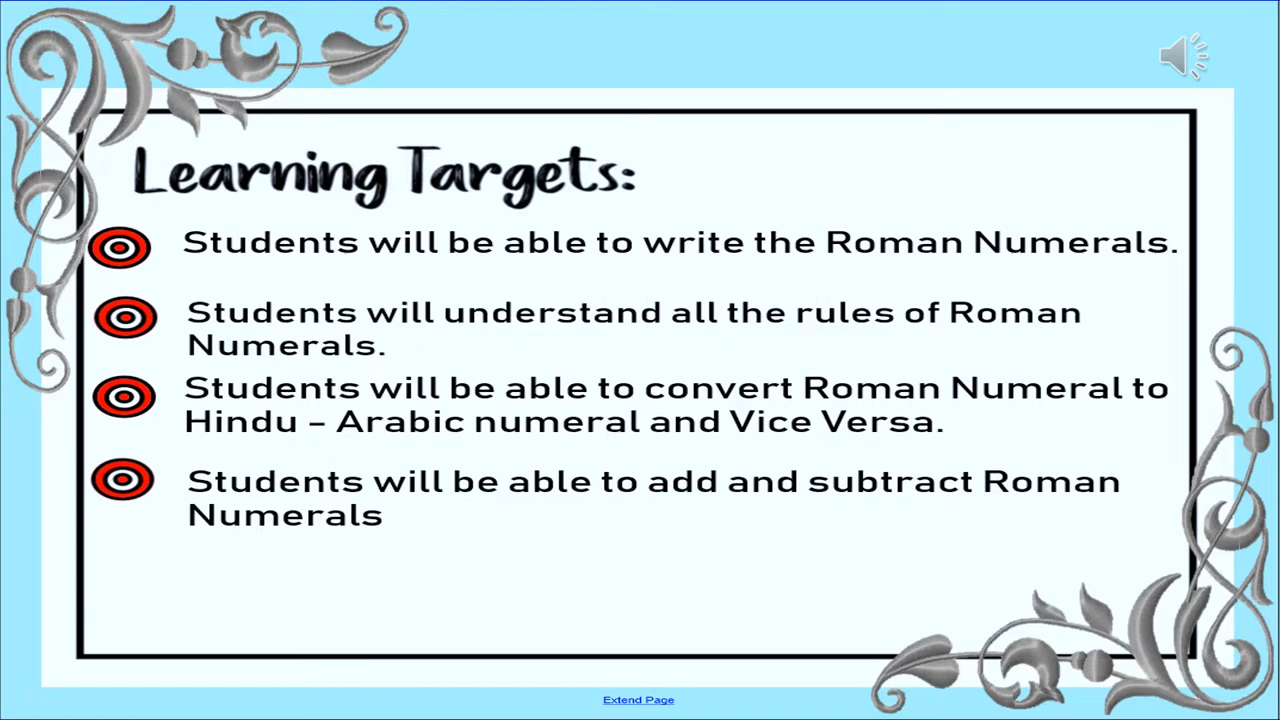 Learning Targets:
Students will be able to write the Roman Numerals.
Students will understand all the rules of Roman
Numerals.
Students will be able to convert Roman Numeral to
Hindu – Arabic numeral and Vice Versa.
Students will be able to add and subtract Roman
Numerals
Extend Page